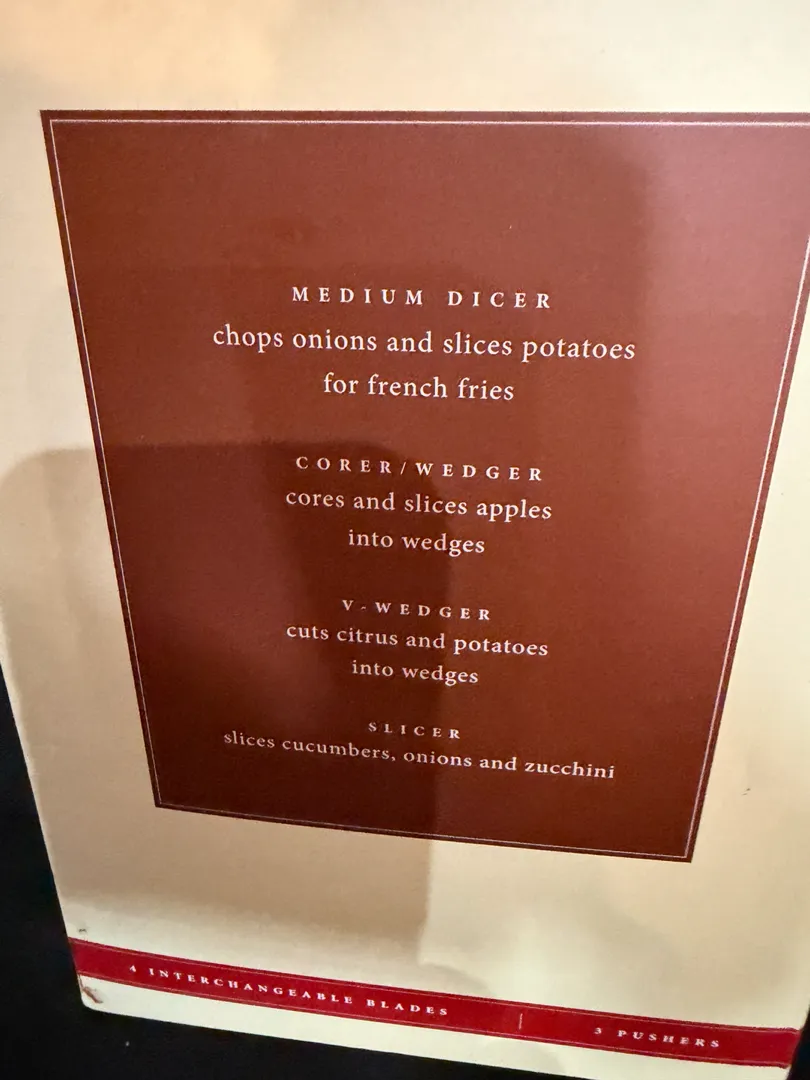 MEDIUM DICER
chops onions and slices potatoes
for french fries
CORER/WEDGER
cores and slices apples
into wedges
V-WEDGER
cuts citrus and potatoes
into wedges
SLICER
slices cucumbers, onions and zucchini
4 INTERCHANGEABLE BLADES | 3 PUSHERS